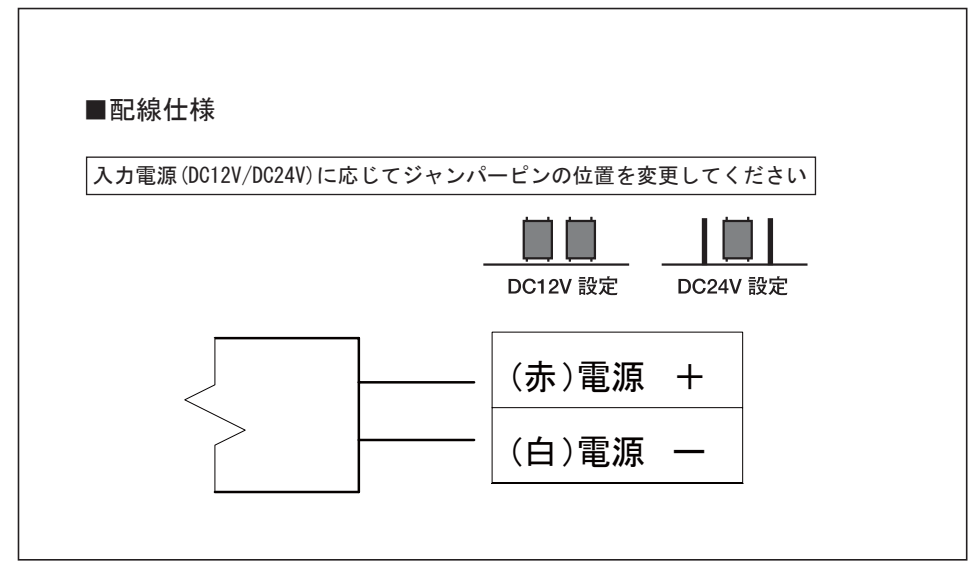 ■配線仕様
入力電源(DC12V/DC24V)に応じてジャンパーピンの位置を変更してください
DC12V 設定 DC24V 設定
(赤)電源 ＋
(白)電源 －